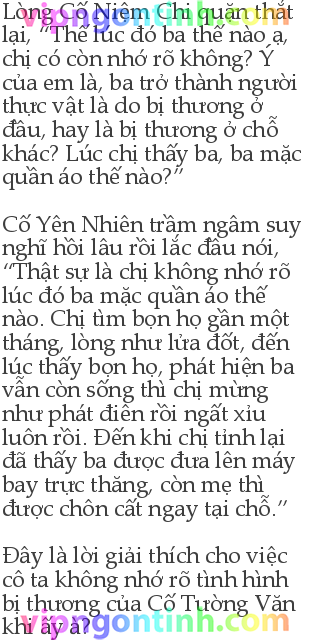 Lòng Cố Niệm Chi quặn thắt
vipngontinh.com
lại, “Thế lúc đó ba thế nào ạ,
chị có còn nhớ rõ không? Ý
của em là, ba trở thành người
thực vật là do bị thương ở
đầu, hay là bị thương ở chỗ
khác? Lúc chị thấy ba, ba mặc
quần áo thế nào?”
Cố Yên Nhiên trầm ngâm suy
nghĩ hồi lâu rồi lắc đầu nói,
“Thật sự là chị không nhớ rõ
lúc đó ba mặc quần áo thế
nào. Chị tìm bọn họ gần một
tháng, lòng như lửa đốt, đến
lúc thấy bọn họ, phát hiện ba
vẫn còn sống thì chị mừng
như phát điên rồi ngất xỉu
luôn rồi. Đến khi chị tỉnh lại
đã thấy ba được đưa lên máy
bay trực thăng, còn mẹ thì
được chôn cất ngay tại chỗ.”
Đây là lời giải thích cho việc
cô ta không nhớ rõ tình hình
bị thương của Cố Tường Văn
vipngontinh.com
khi ấy à?